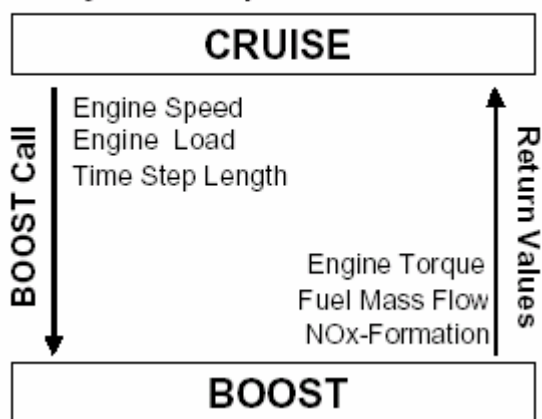 CRUISE
BOOST Call
Engine Speed
Engine Load
Time Step Length
Return Values
Engine Torque
Fuel Mass Flow
NOx-Formation
BOOST